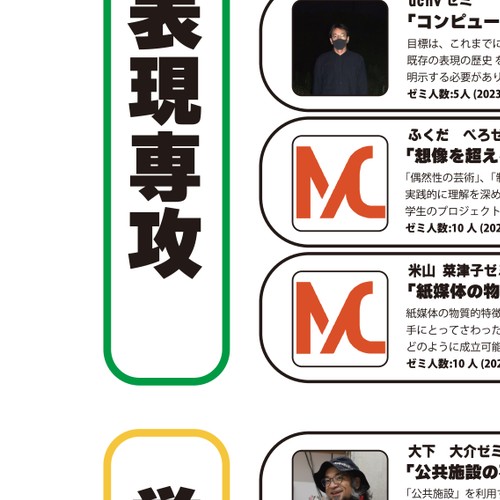 表現専攻
uchv ゼミ
「コンピュー
目標は、これまでに
既存の表現の歴史を
明示する必要があり
ゼミ人数:5人 (2023
ふくだ　ぺろせ
「想像を超え
「偶然性の芸術」、「制
実践的に理解を深め
学生のプロジェクト
ゼミ人数:10 人 (202
MC
米山 菜津子ゼミ
「紙媒体の物
紙媒体の物質的特徴
手にとってさわった
どのように成立可能
ゼミ人数:10 人 (202
MC
大下　大介ゼミ
「公共施設の
「公共施設」を利用す